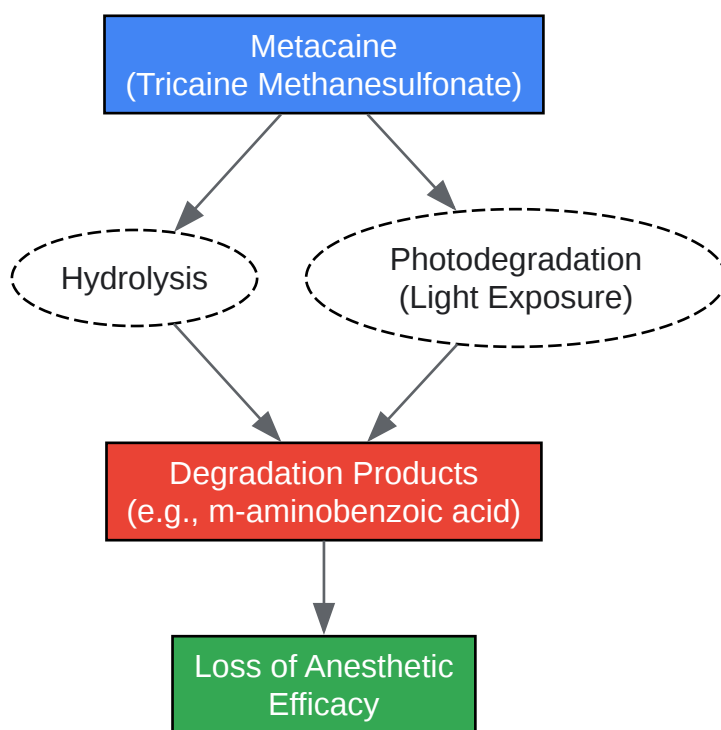 Metacaine
(Tricaine Methanesulfonate)
Hydrolysis
Photodegradation
(Light Exposure)
Degradation Products
(e.g., m-aminobenzoic acid)
Loss of Anesthetic
Efficacy